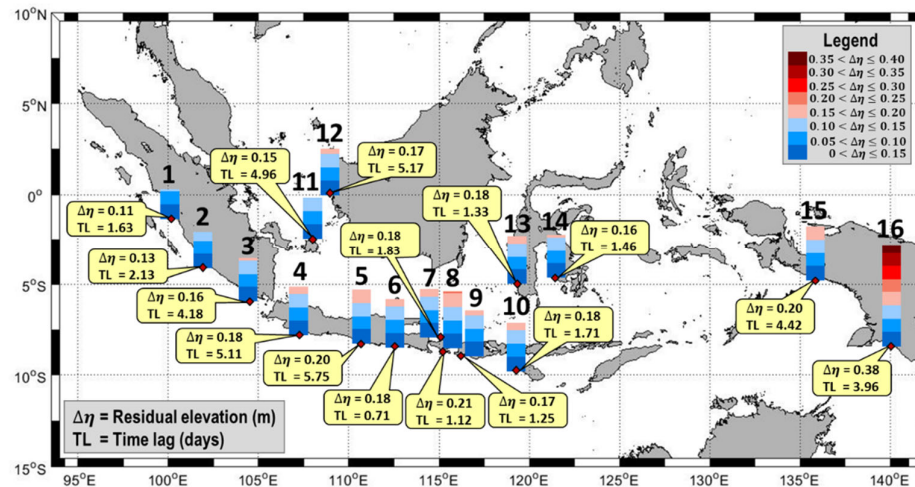 10°N
5°N
0°
5°S
10°S
15°S
95°E
100°E
105°E
110°E
115°E
120°E
125°E
130°E
135°E
140°E
Legend
0.35 < Δη ≤ 0.40
0.30 < Δη ≤ 0.35
0.25 < Δη ≤ 0.30
0.20 < Δη ≤ 0.25
0.15 < Δη ≤ 0.20
0.10 < Δη ≤ 0.15
0.05 < Δη ≤ 0.10
0 < Δη ≤ 0.15
1
Δη = 0.11
TL = 1.63
2
Δη = 0.13
TL = 2.13
3
Δη = 0.16
TL = 4.18
4
Δη = 0.18
TL = 5.11
5
Δη = 0.20
TL = 5.75
6
Δη = 0.18
TL = 0.71
7
Δη = 0.18
TL = 1.83
8
Δη = 0.21
TL = 1.12
9
Δη = 0.17
TL = 1.25
10
Δη = 0.18
TL = 1.71
11
Δη = 0.15
TL = 4.96
12
Δη = 0.17
TL = 5.17
13
Δη = 0.18
TL = 1.33
14
Δη = 0.16
TL = 1.46
15
Δη = 0.20
TL = 4.42
16
Δη = 0.38
TL = 3.96
Δη = Residual elevation (m)
TL = Time lag (days)